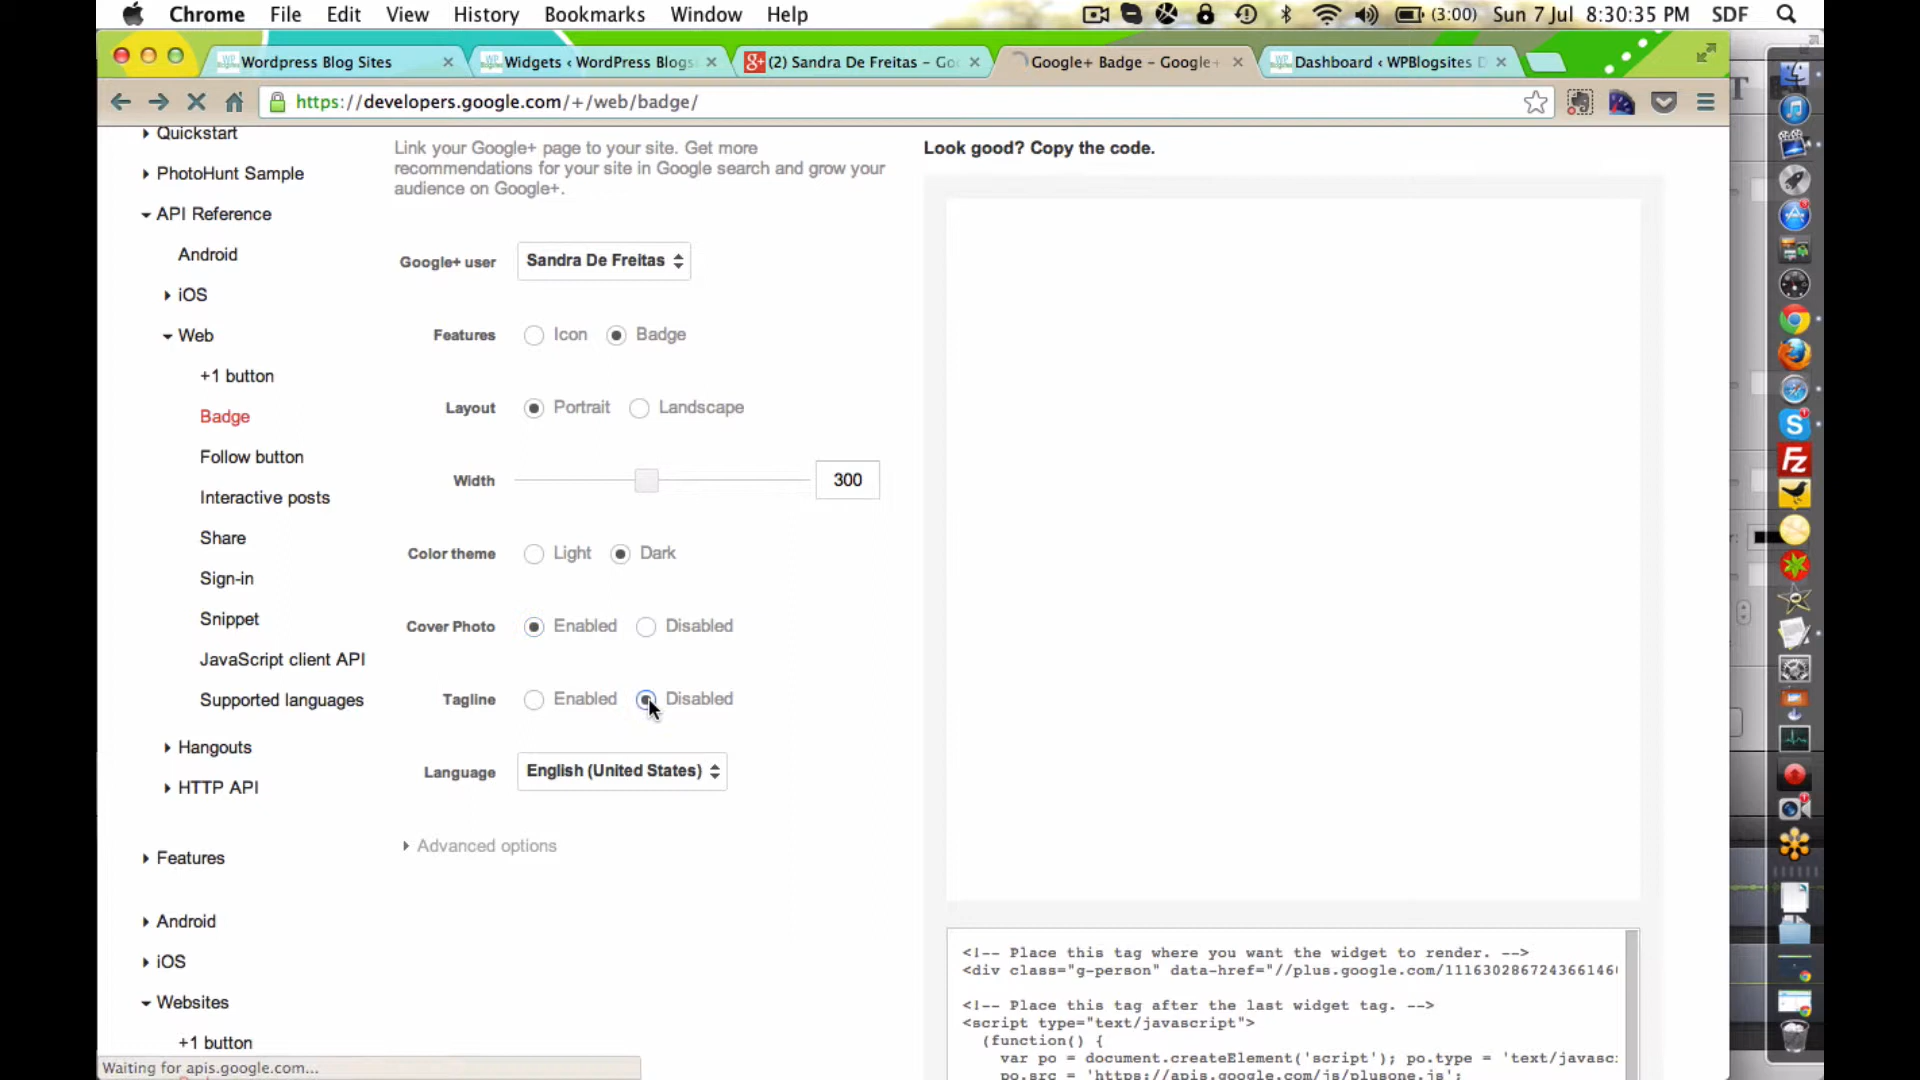 Chrome File Edit View History Bookmarks Window Help (3:00) Sun 7 Jul 8:30:35 PM SDF
Wordpress Blog Sites
Widgets ‹ WordPress Blogs
(2) Sandra De Freitas - Go
Google+ Badge - Google+
Dashboard ‹ WPBlogsites D
https://developers.google.com/+/web/badge/
Quickstart
PhotoHunt Sample
API Reference
Android
iOS
Web
+1 button
Badge
Follow button
Interactive posts
Share
Sign-in
Snippet
JavaScript client API
Supported languages
Hangouts
HTTP API
Features
Android
iOS
Websites
+1 button
Link your Google+ page to your site. Get more
recommendations for your site in Google search and grow your
audience on Google+.
Google+ user Sandra De Freitas
Features Icon Badge
Layout Portrait Landscape
Width 300
Color theme Light Dark
Cover Photo Enabled Disabled
Tagline Enabled Disabled
Language English (United States)
Advanced options
Look good? Copy the code.
<!-- Place this tag where you want the widget to render. -->
<div class="g-person" data-href="//plus.google.com/111630286724366146
<!-- Place this tag after the last widget tag. -->
<script type="text/javascript">
(function() {
var po = document.createElement('script'); po.type = 'text/javasc
po.src = 'https://apis.google.com/js/plusone.js';
Waiting for apis.google.com...